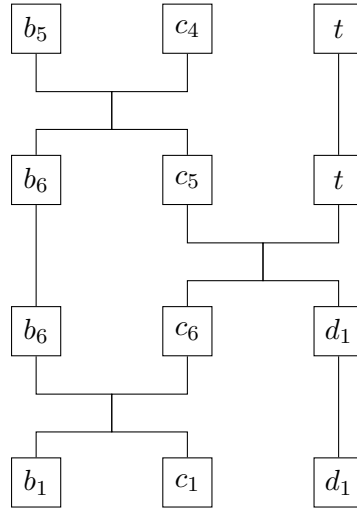 b₅ c₄ t
b₆ c₅ t
b₆ c₆ d₁
b₁ c₁ d₁